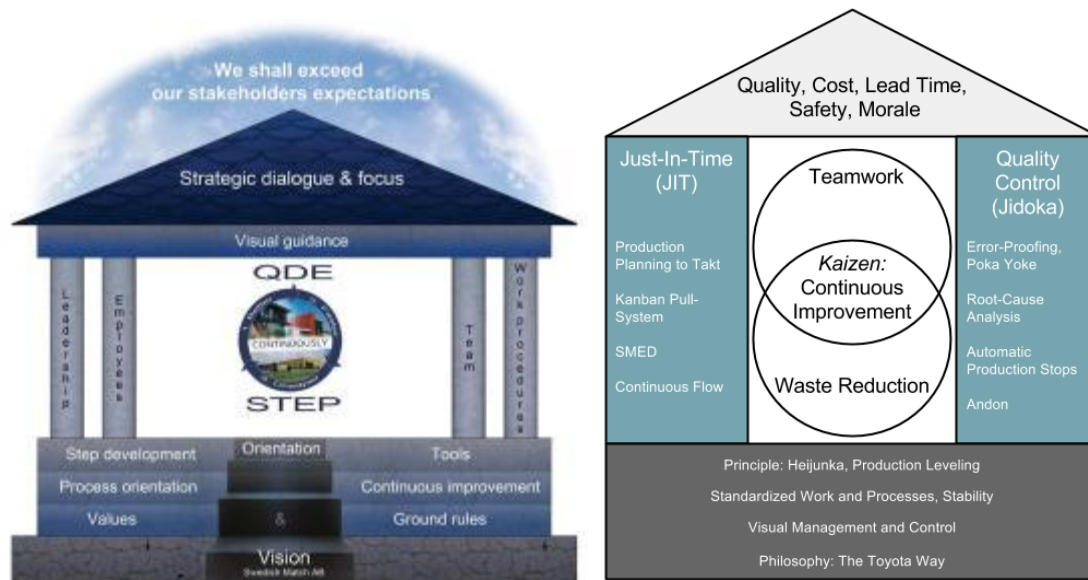 We shall exceed
our stakeholders expectations
Strategic dialogue & focus
Visual guidance
QDE
Leadership
Employees
CONTINUOUSLY
Team
Work procedures
STEP
Step development
Orientation
Tools
Process orientation
Continuous improvement
Values
&
Ground rules
Vision
Swedish Match AB
Quality, Cost, Lead Time,
Safety, Morale
Just-In-Time
(JIT)
Production
Planning to Takt
Kanban Pull-
System
SMED
Continuous Flow
Teamwork
Kaizen:
Continuous
Improvement
Waste Reduction
Quality
Control
(Jidoka)
Error-Proofing,
Poka Yoke
Root-Cause
Analysis
Automatic
Production Stops
Andon
Principle: Heijunka, Production Leveling
Standardized Work and Processes, Stability
Visual Management and Control
Philosophy: The Toyota Way